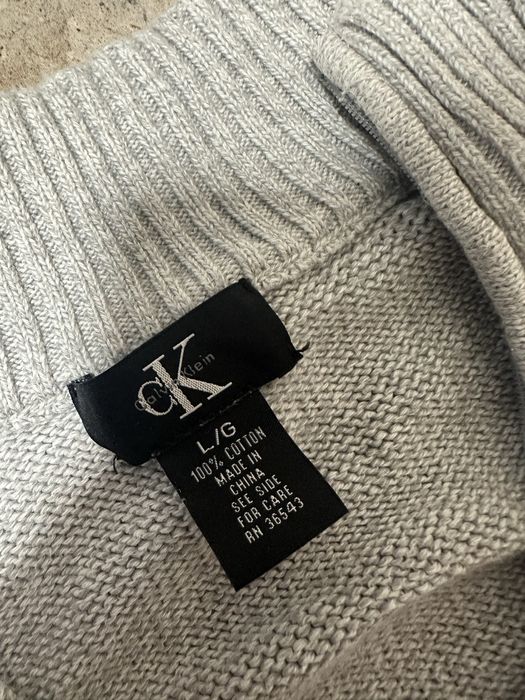 CK
Calvin Klein
L/G
100% COTTON
MADE IN
CHINA
SEE SIDE
FOR CARE
RN 36543